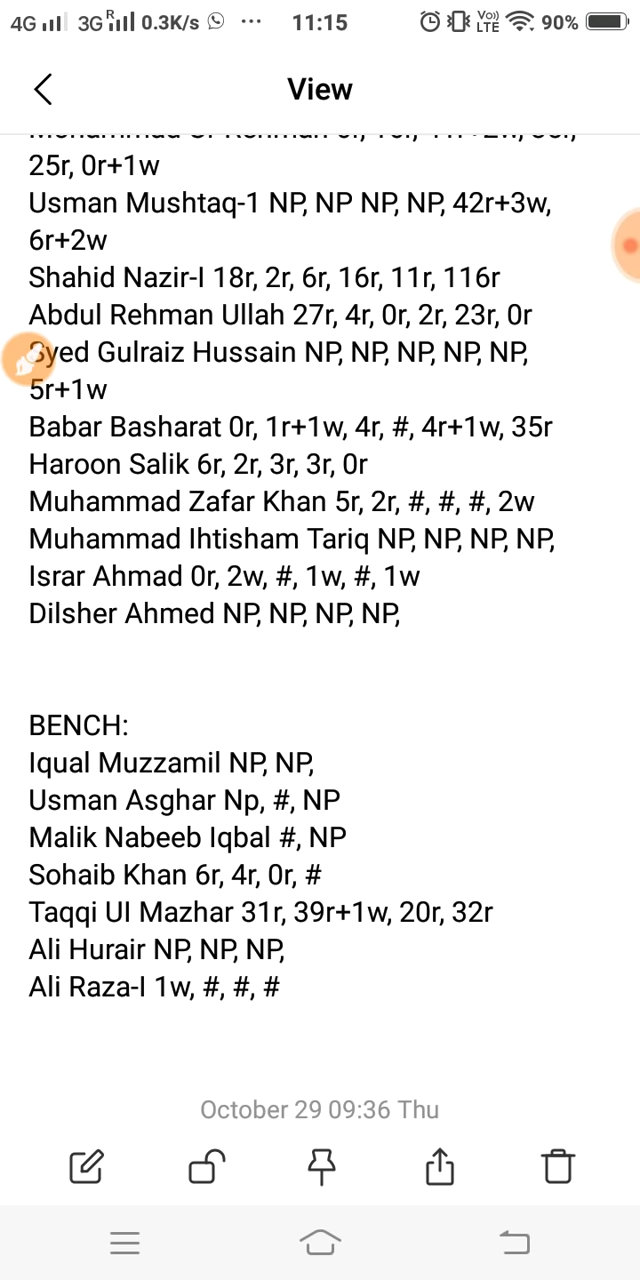 4G 3G R 0.3K/s ... 11:15 Vo)) LTE 90%
View
25r, 0r+1w
Usman Mushtaq-1 NP, NP NP, NP, 42r+3w,
6r+2w
Shahid Nazir-I 18r, 2r, 6r, 16r, 11r, 116r
Abdul Rehman Ullah 27r, 4r, 0r, 2r, 23r, 0r
Syed Gulraiz Hussain NP, NP, NP, NP, NP,
5r+1w
Babar Basharat 0r, 1r+1w, 4r, #, 4r+1w, 35r
Haroon Salik 6r, 2r, 3r, 3r, 0r
Muhammad Zafar Khan 5r, 2r, #, #, #, 2w
Muhammad Ihtisham Tariq NP, NP, NP, NP,
Israr Ahmad 0r, 2w, #, 1w, #, 1w
Dilsher Ahmed NP, NP, NP, NP,
BENCH:
Iqual Muzzamil NP, NP,
Usman Asghar Np, #, NP
Malik Nabeeb Iqbal #, NP
Sohaib Khan 6r, 4r, 0r, #
Taqqi Ul Mazhar 31r, 39r+1w, 20r, 32r
Ali Hurair NP, NP, NP,
Ali Raza-I 1w, #, #, #
October 29 09:36 Thu